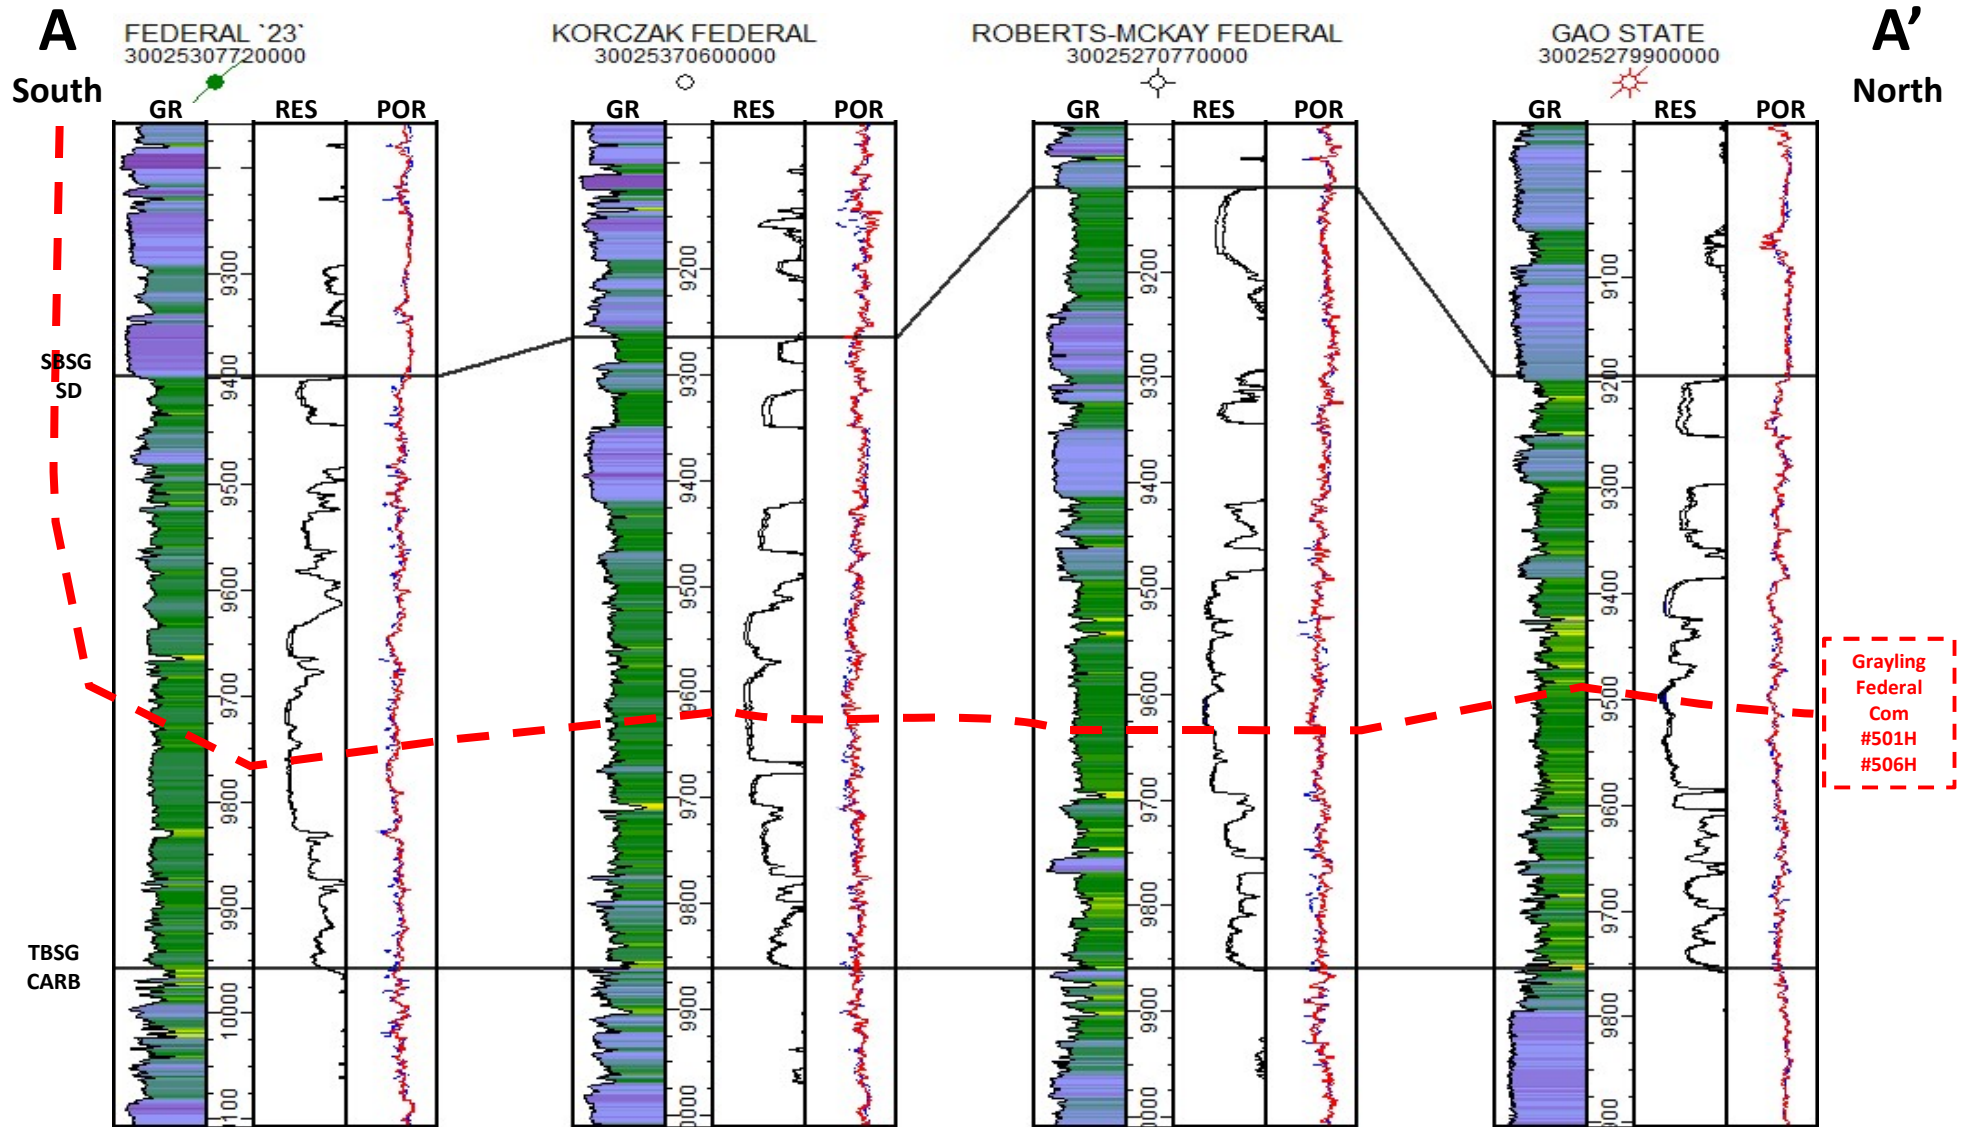 A
South
FEDERAL `23`
30025307720000
KORCZAK FEDERAL
30025370600000
ROBERTS-MCKAY FEDERAL
30025270770000
GAO STATE
30025279900000
A’
North
GR RES POR
GR RES POR
GR RES POR
GR RES POR
SBSG
SD
TBSG
CARB
9300
9400
9500
9600
9700
9800
9900
10000
9200
9300
9400
9500
9600
9700
9800
9900
9200
9300
9400
9500
9600
9700
9800
9900
9100
9200
9300
9400
9500
9600
9700
9800
Grayling
Federal
Com
#501H
#506H